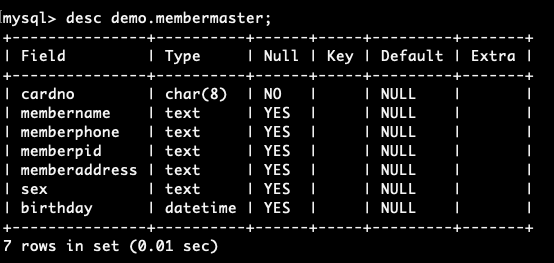 mysql> desc demo.membermaster;
+---------------+----------+------+-----+---------+-------+
| Field         | Type     | Null | Key | Default | Extra |
+---------------+----------+------+-----+---------+-------+
| cardno        | char(8)  | NO   |     | NULL    |       |
| membername    | text     | YES  |     | NULL    |       |
| memberphone   | text     | YES  |     | NULL    |       |
| memberpid     | text     | YES  |     | NULL    |       |
| memberaddress | text     | YES  |     | NULL    |       |
| sex           | text     | YES  |     | NULL    |       |
| birthday      | datetime | YES  |     | NULL    |       |
+---------------+----------+------+-----+---------+-------+
7 rows in set (0.01 sec)